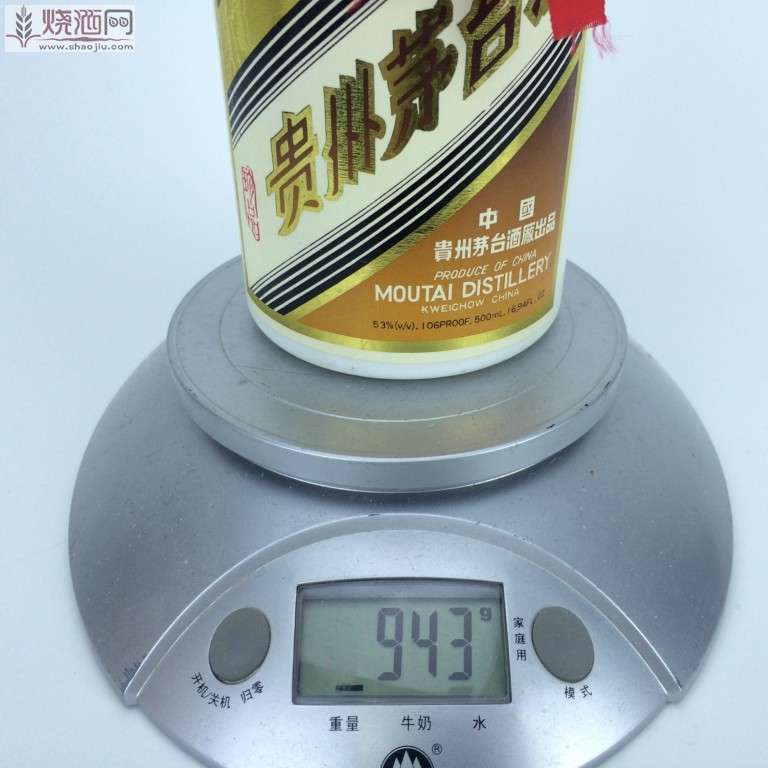 烧酒网
www.shaojiu.com
贵州茅台
中國
貴州茅台酒廠出品
PRODUCE OF CHINA
MOUTAI DISTILLERY
KWEICHOW CHINA
53%(v/v). 106PROOF. 500mL. 16.94FL. OZ
943g
开机/关机 归零
家庭用
模式
重量 牛奶 水
®